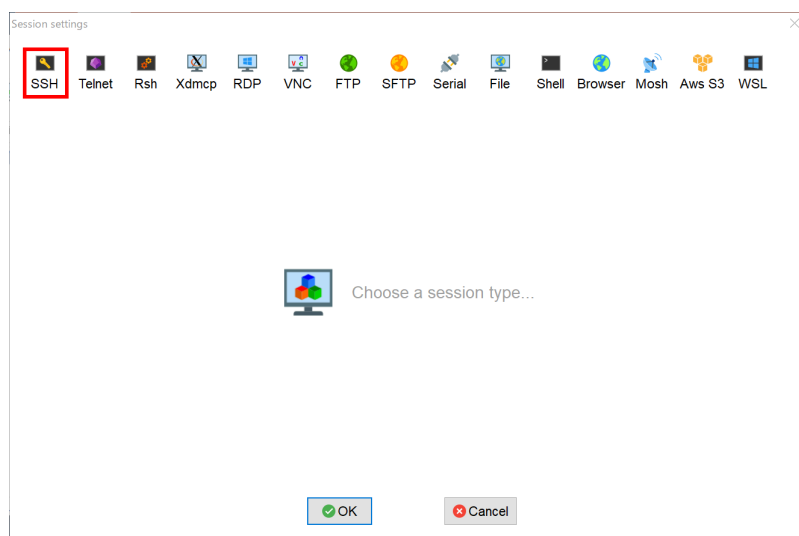 Session settings
SSH Telnet Rsh Xdmcp RDP VNC FTP SFTP Serial File Shell Browser Mosh Aws S3 WSL
Choose a session type...
OK Cancel